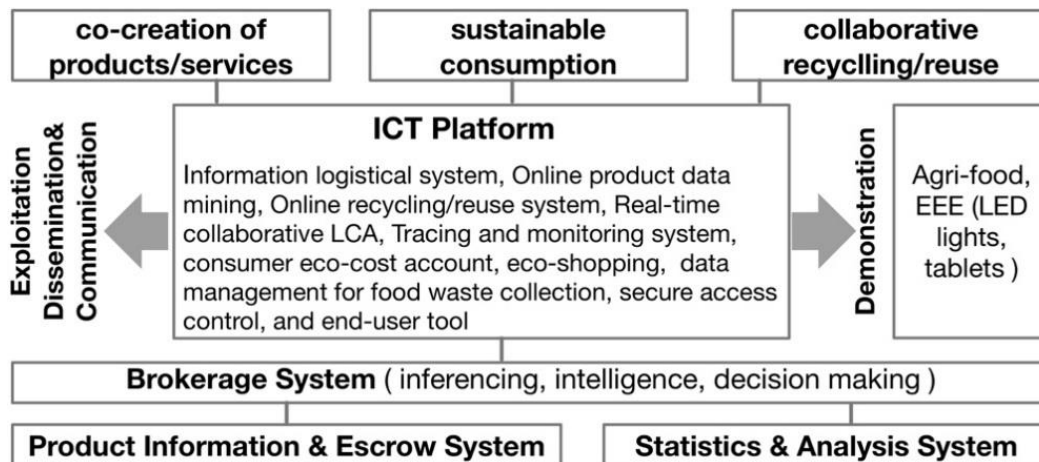 co-creation of
products/services
sustainable
consumption
collaborative
recyclling/reuse
Exploitation
Dissemination&
Communication
ICT Platform
Information logistical system, Online product data
mining, Online recycling/reuse system, Real-time
collaborative LCA, Tracing and monitoring system,
consumer eco-cost account, eco-shopping, data
management for food waste collection, secure access
control, and end-user tool
Demonstration
Agri-food,
EEE (LED
lights,
tablets )
Brokerage System ( inferencing, intelligence, decision making )
Product Information & Escrow System
Statistics & Analysis System